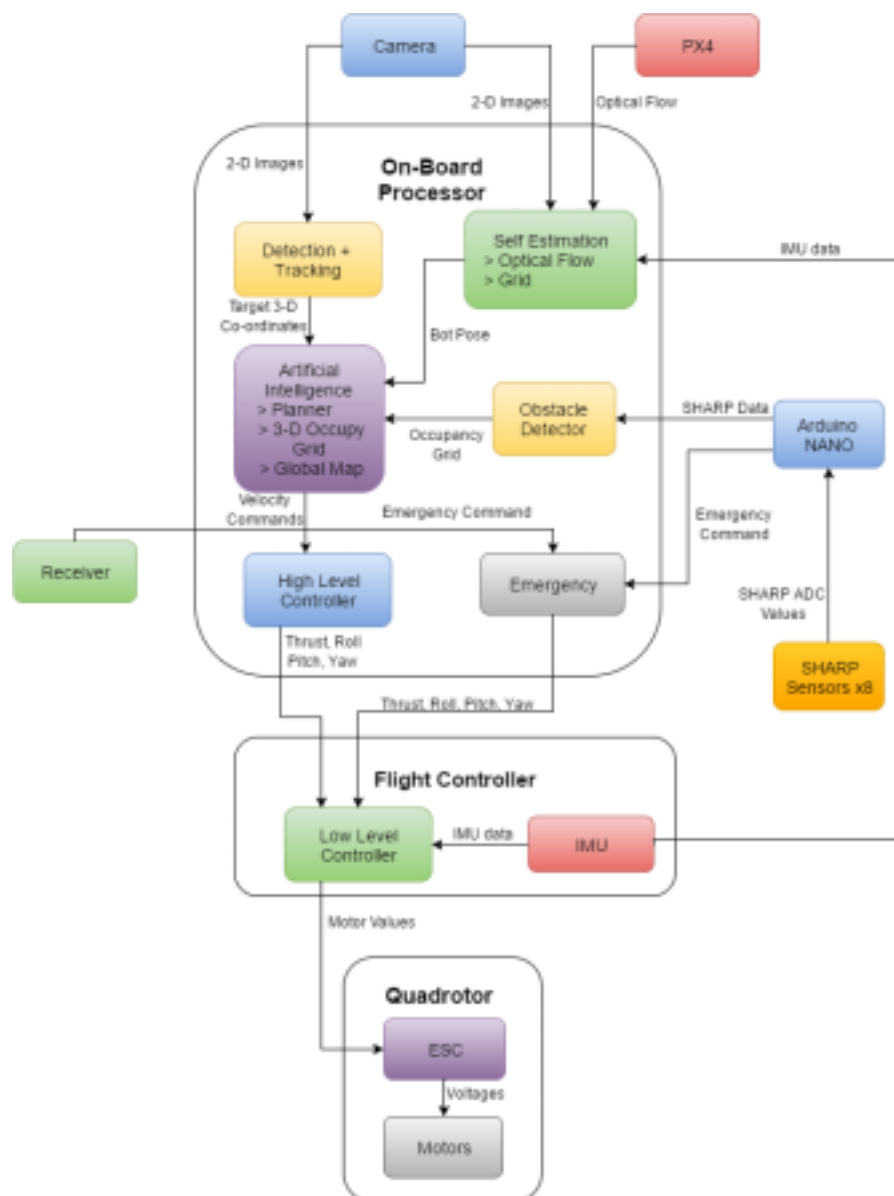 Camera
PX4
2-D Images
Optical Flow
2-D Images
On-Board
Processor
Detection +
Tracking
Self Estimation
> Optical Flow
> Grid
IMU data
Target 3-D
Co-ordinates
Bot Pose
Artificial
Intelligence
> Planner
> 3-D Occupy
Grid
> Global Map
Occupancy
Grid
Obstacle
Detector
SHARP Data
Arduino
NANO
Velocity
Commands
Emergency Command
Emergency
Command
Receiver
High Level
Controller
Emergency
SHARP ADC
Values
Thrust, Roll
Pitch, Yaw
SHARP
Sensors x8
Thrust, Roll, Pitch, Yaw
Flight Controller
Low Level
Controller
IMU data
IMU
Motor Values
Quadrotor
ESC
Voltages
Motors